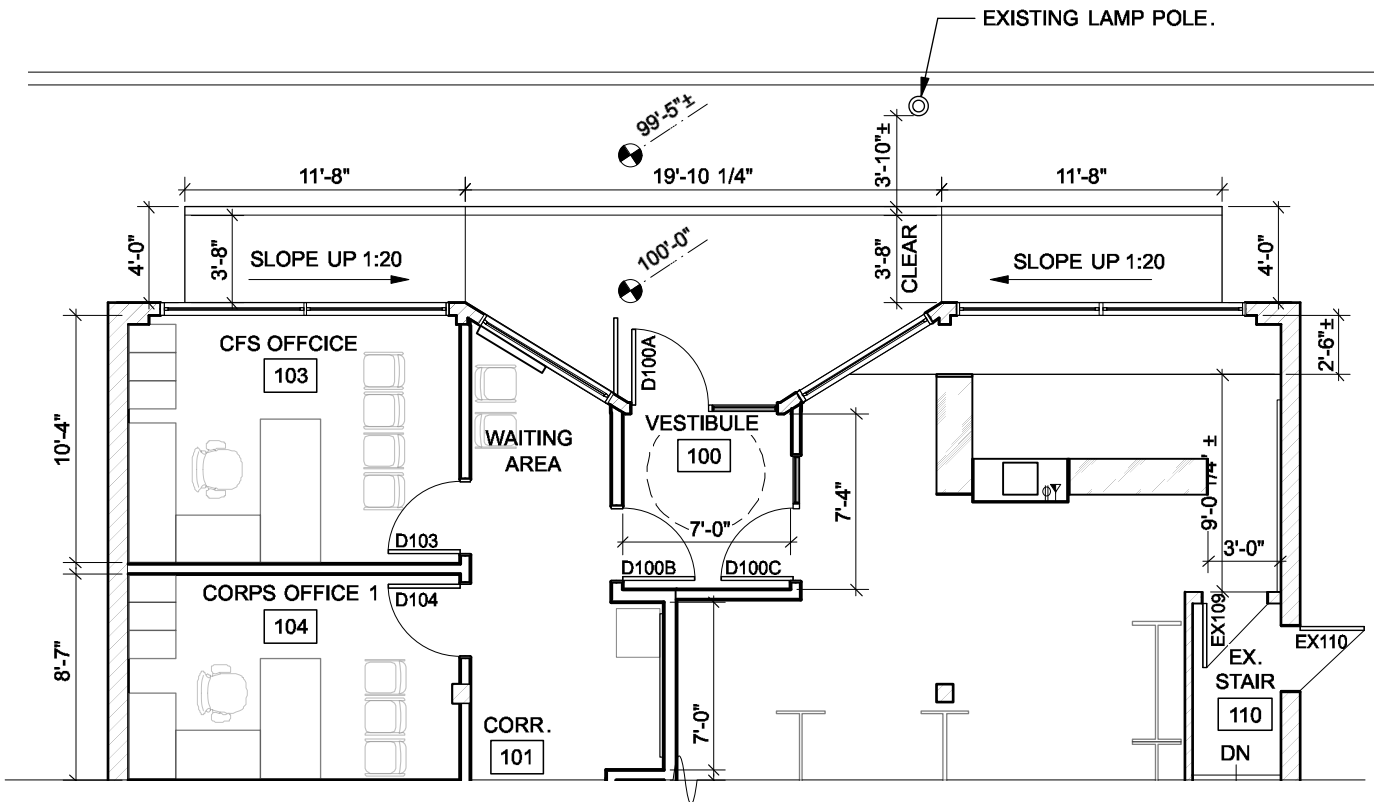 EXISTING LAMP POLE.
99'-5"±
3'-10"±
11'-8"
19'-10 1/4"
11'-8"
4'-0"
3'-8"
SLOPE UP 1:20
100'-0"
3'-8"
CLEAR
SLOPE UP 1:20
4'-0"
CFS OFFCICE
103
D100A
2'-6"±
10'-4"
WAITING
AREA
VESTIBULE
100
7'-4"
9'-0 1/4" ±
7'-0"
D103
3'-0"
D100B
D100C
CORPS OFFICE 1
104
D104
8'-7"
EX109
EX110
EX.
STAIR
110
7'-0"
CORR.
101
DN